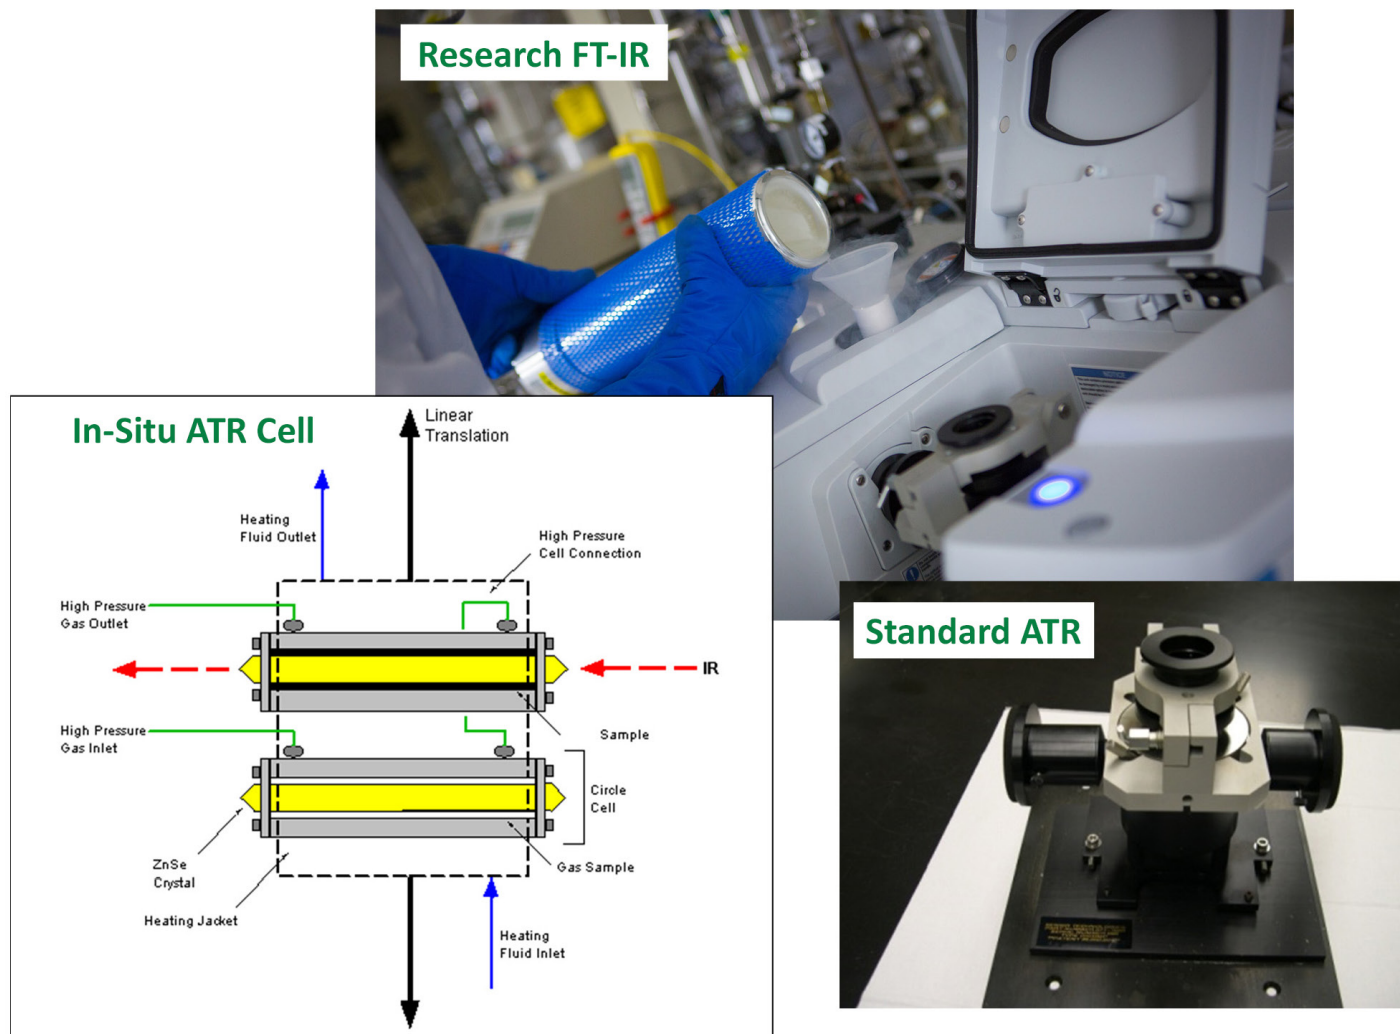 Research FT-IR
NOTICE
In-Situ ATR Cell
Linear
Translation
Heating
Fluid Outlet
High Pressure
Cell Connection
High Pressure
Gas Outlet
IR
Sample
High Pressure
Gas Inlet
Circle
Cell
ZnSe
Crystal
Gas Sample
Heating Jacket
Heating
Fluid Inlet
Standard ATR